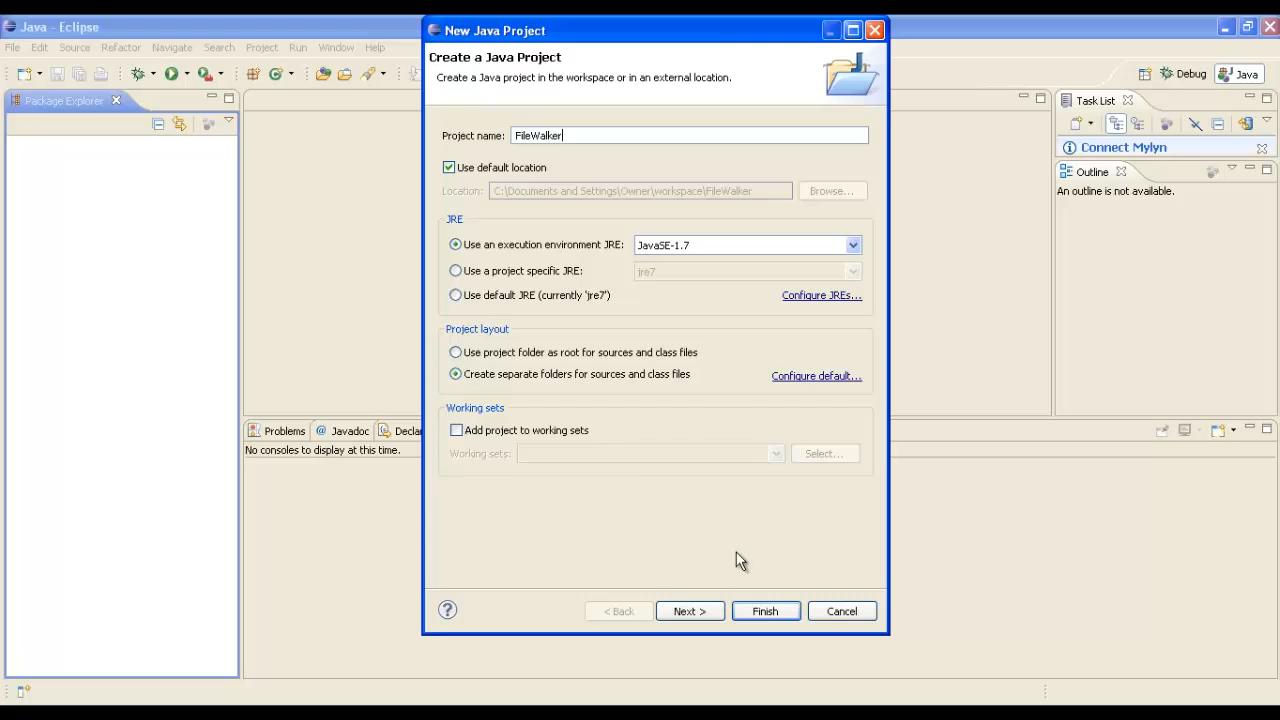 Java - Eclipse
New Java Project
File Edit Source Refactor Navigate Search Project Run Window Help
Create a Java Project
Create a Java project in the workspace or in an external location.
Debug Java
Package Explorer
Task List
Project name: FileWalker
Connect Mylyn
Use default location
Outline
Location: C:\Documents and Settings\Owner\workspace\FileWalker Browse...
An outline is not available.
JRE
Use an execution environment JRE: JavaSE-1.7
Use a project specific JRE: jre7
Use default JRE (currently 'jre7') Configure JREs...
Project layout
Use project folder as root for sources and class files
Create separate folders for sources and class files Configure default...
Working sets
Problems @ Javadoc Declar
Add project to working sets
No consoles to display at this time.
Working sets: Select...
? < Back Next > Finish Cancel